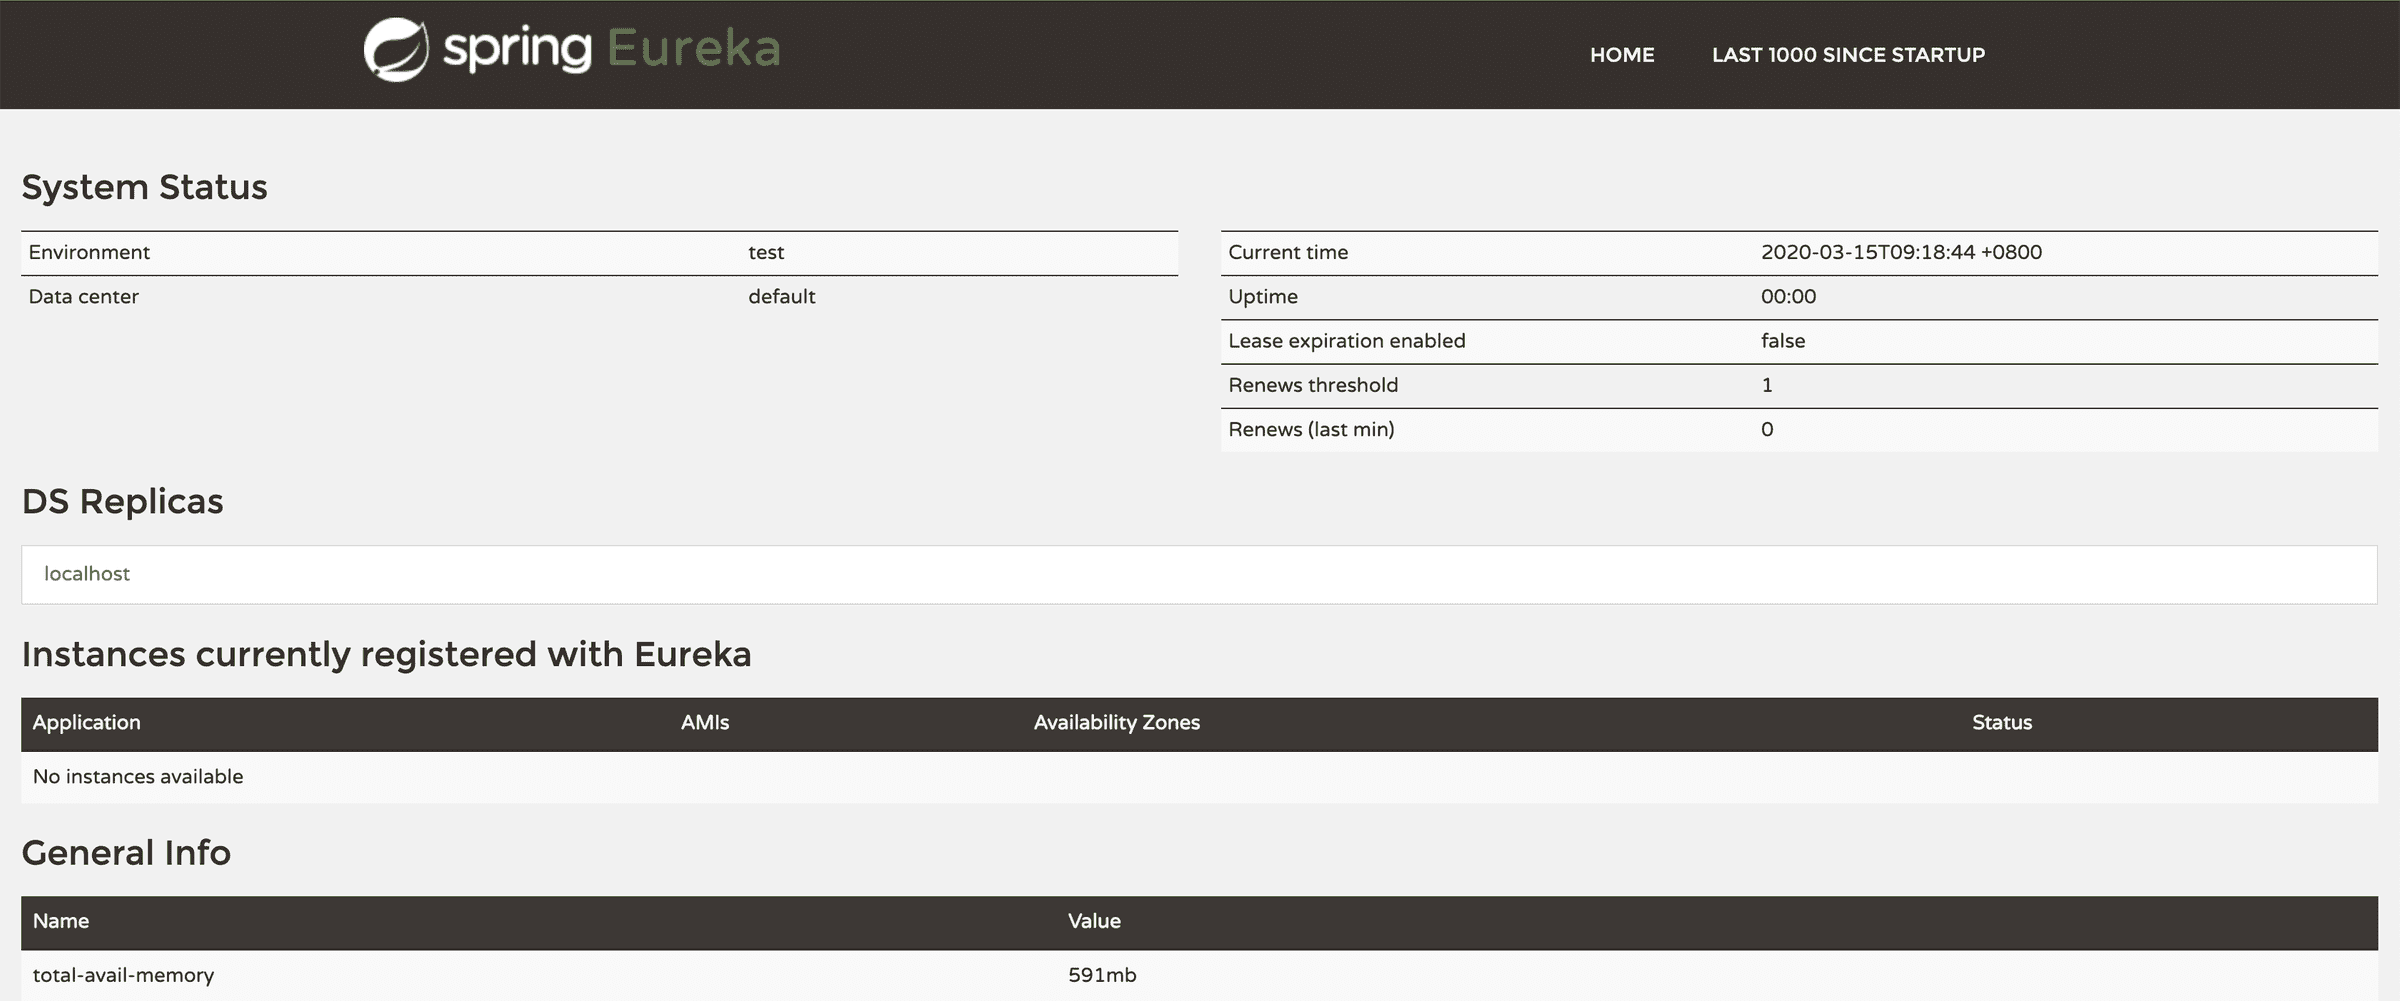 spring Eureka
HOME LAST 1000 SINCE STARTUP
System Status
Environment test
Data center default
Current time 2020-03-15T09:18:44 +0800
Uptime 00:00
Lease expiration enabled false
Renews threshold 1
Renews (last min) 0
DS Replicas
localhost
Instances currently registered with Eureka
Application AMIs Availability Zones Status
No instances available
General Info
Name Value
total-avail-memory 591mb